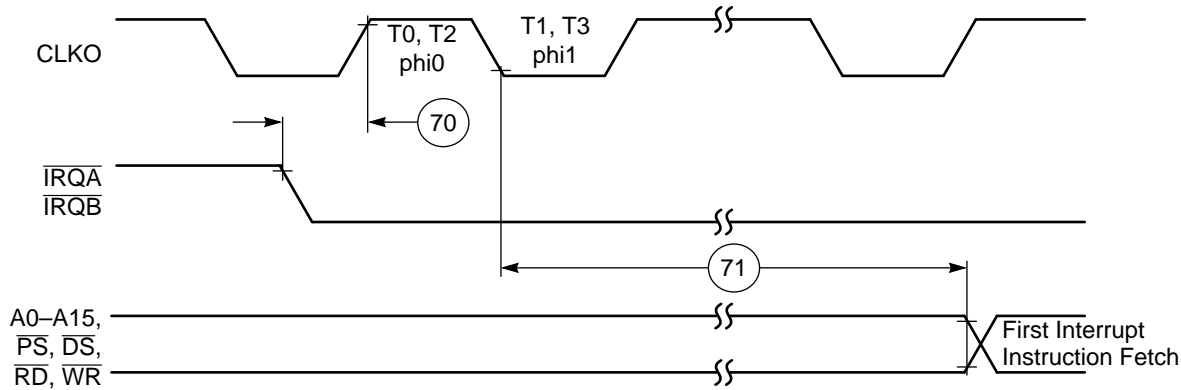 CLKO
T0, T2
phi0
T1, T3
phi1
70
IRQA
IRQB
71
A0–A15,
PS, DS,
RD, WR
First Interrupt
Instruction Fetch